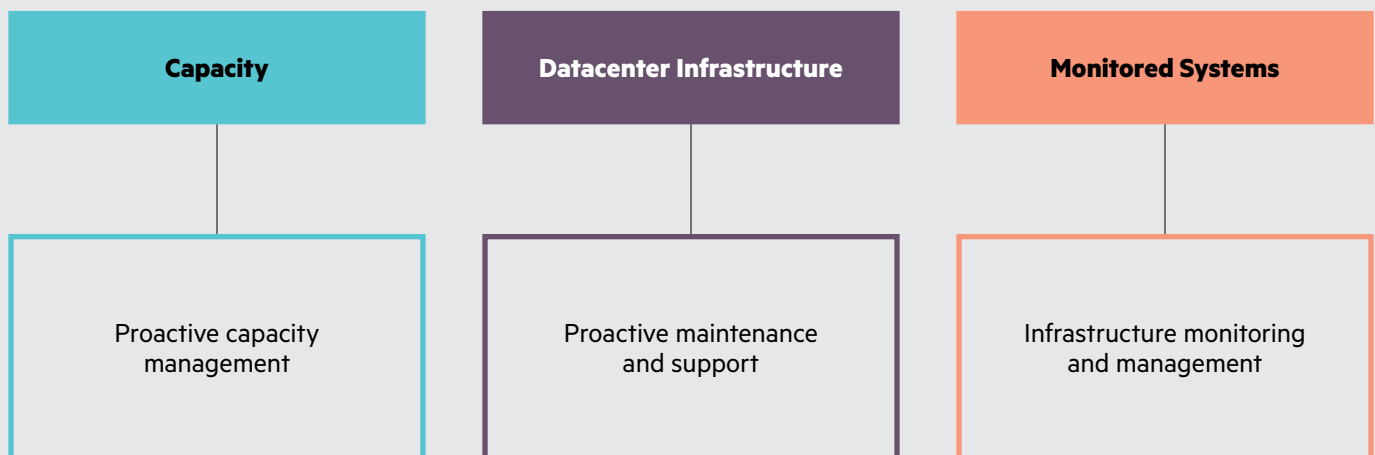 Capacity
Datacenter Infrastructure
Monitored Systems
Proactive capacity
management
Proactive maintenance
and support
Infrastructure monitoring
and management